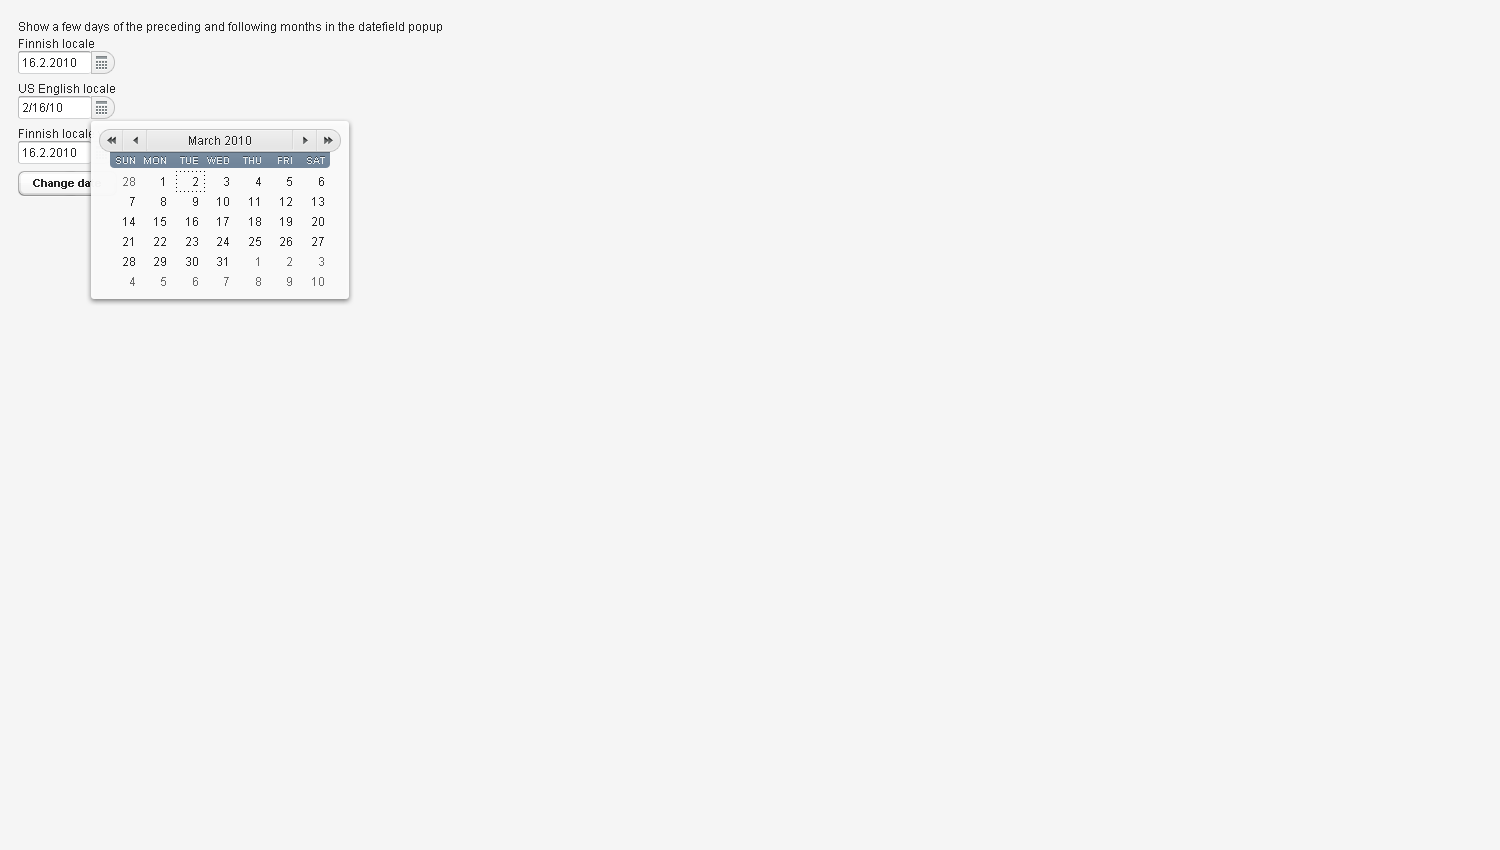 Show a few days of the preceding and following months in the datefield popup
Finnish locale
16.2.2010
US English locale
2/16/10
Finnish locale
16.2.2010
Change da
March 2010
SUN MON TUE WED THU FRI SAT
28 1 2 3 4 5 6
7 8 9 10 11 12 13
14 15 16 17 18 19 20
21 22 23 24 25 26 27
28 29 30 31 1 2 3
4 5 6 7 8 9 10